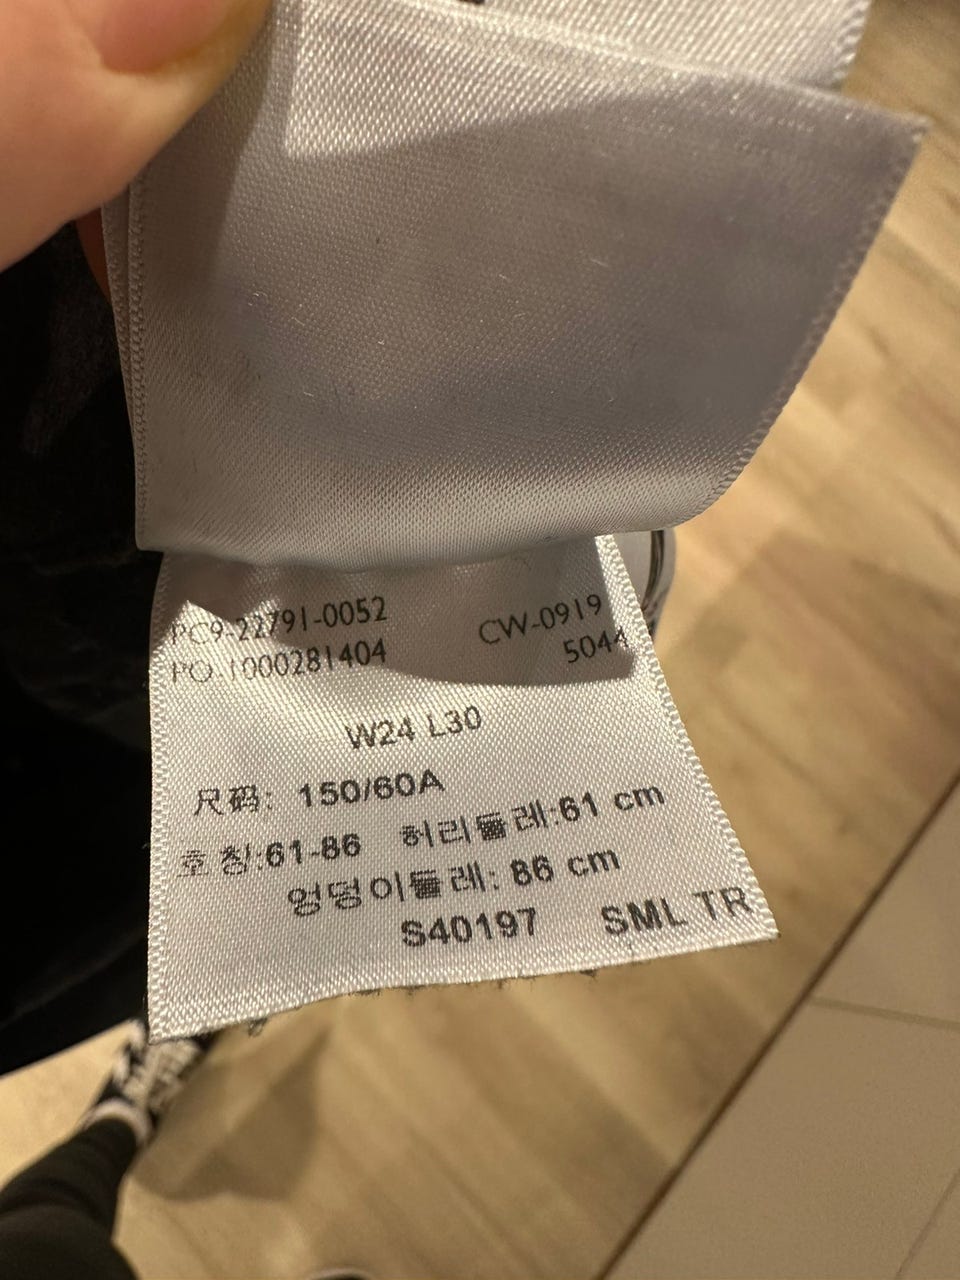 PC9-22791-0052 CW-0919
PO 1000281404 5044
W24 L30
尺码: 150/60A
호칭:61-86 허리둘레:61 cm
엉덩이둘레: 86 cm
S40197 SML TR